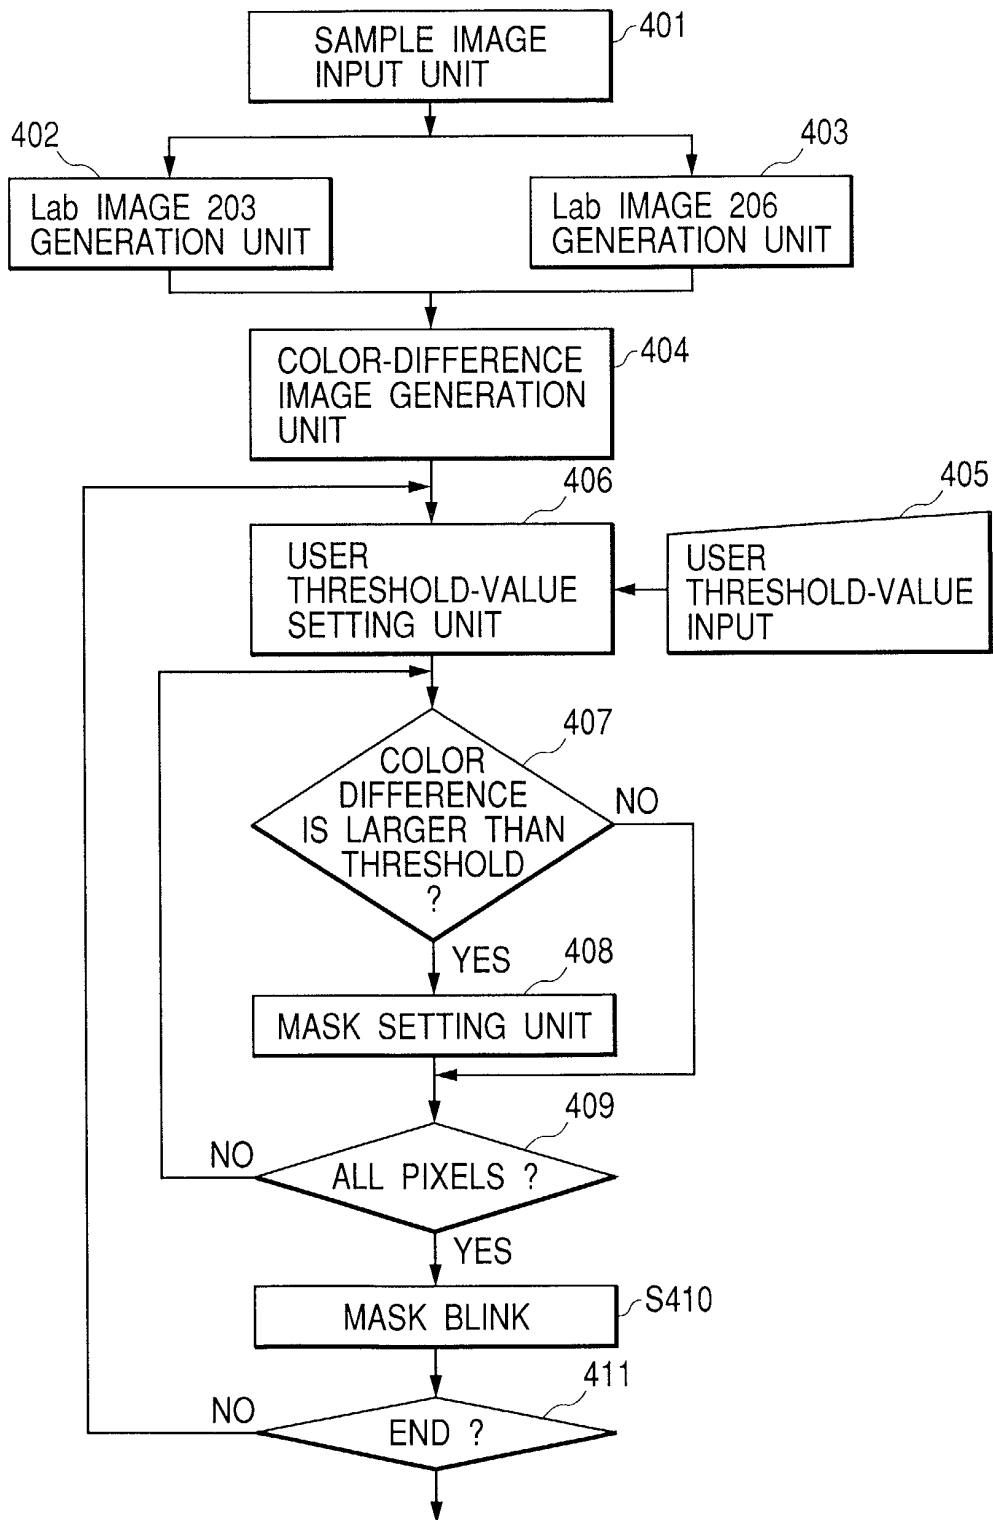 SAMPLE IMAGE
INPUT UNIT
401
402
403
Lab IMAGE 203
GENERATION UNIT
Lab IMAGE 206
GENERATION UNIT
COLOR-DIFFERENCE
IMAGE GENERATION
UNIT
404
406
405
USER
THRESHOLD-VALUE
SETTING UNIT
USER
THRESHOLD-VALUE
INPUT
407
COLOR
DIFFERENCE
IS LARGER THAN
THRESHOLD
?
NO
YES
408
MASK SETTING UNIT
409
NO
ALL PIXELS ?
YES
MASK BLINK
S410
411
NO
END ?